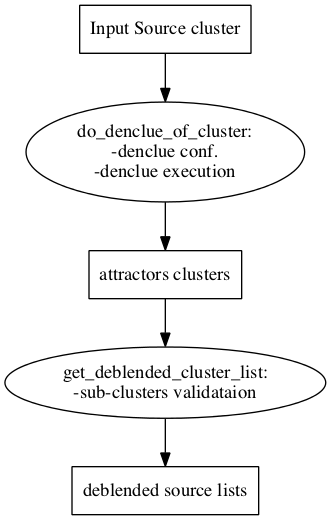 Input Source cluster
do_denclue_of_cluster:
-denclue conf.
-denclue execution
attractors clusters
get_deblended_cluster_list:
-sub-clusters validataion
deblended source lists